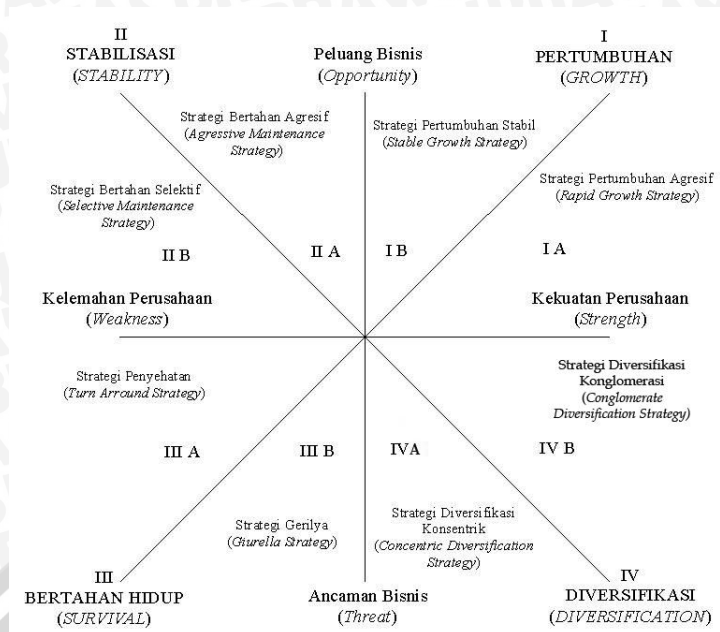 II
STABILISASI
(STABILITY)
Peluang Bisnis
(Opportunity)
I
PERTUMBUHAN
(GROWTH)
Strategi Bertahan Agresif
(Agressive Maintenance
Strategy)
Strategi Pertumbuhan Stabil
(Stable Growth Strategy)
Strategi Bertahan Selektif
(Selective Maintenance
Strategy)
Strategi Pertumbuhan Agresif
(Rapid Growth Strategy)
II B
II A
I B
I A
Kelemahan Perusahaan
(Weakness)
Kekuatan Perusahaan
(Strength)
Strategi Penyehatan
(Turn Arround Strategy)
Strategi Diversifikasi
Konglomerasi
(Conglomerate
Diversification Strategy)
III A
III B
IVA
IV B
Strategi Gerilya
(Giurella Strategy)
Strategi Diversifikasi
Konsentrik
(Concentric Diversification
Strategy)
III
BERTAHAN HIDUP
(SURVIVAL)
Ancaman Bisnis
(Threat)
IV
DIVERSIFIKASI
(DIVERSIFICATION)